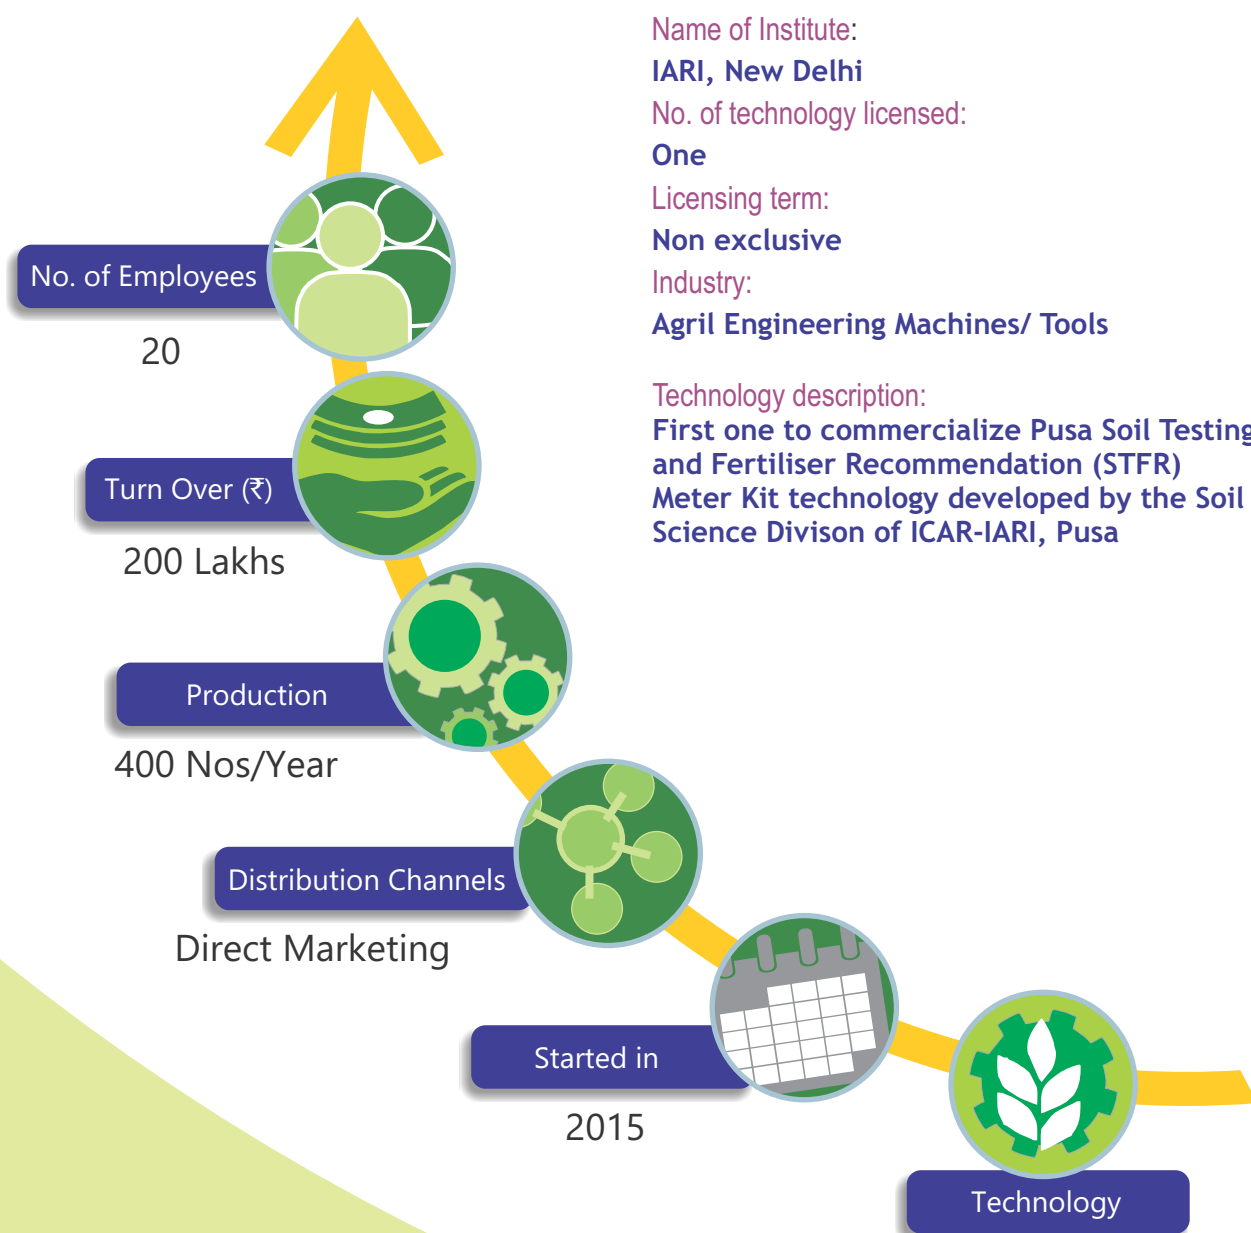 Name of Institute:
IARI, New Delhi
No. of technology licensed:
One
Licensing term:
Non exclusive
Industry:
Agril Engineering Machines/ Tools
Technology description:
First one to commercialize Pusa Soil Testing
and Fertiliser Recommendation (STFR)
Meter Kit technology developed by the Soil
Science Divison of ICAR-IARI, Pusa
No. of Employees
20
Turn Over (₹)
200 Lakhs
Production
400 Nos/Year
Distribution Channels
Direct Marketing
Started in
2015
Technology